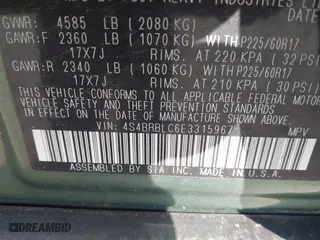 HEAVY INDUSTRIES
DATE
GVWR: 4585 LB (2080 KG)
GAWR:F 2360 LB (1070 KG) WITH P225/60R17
17X7J RIMS. AT 220 KPA (32 PSI
GAWR:R 2340 LB (1060 KG) WITH P225/60R17
17X7J RIMS. AT 210 KPA (30 PSI)
THIS VEHICLE CONFORMS TO ALL APPLICABLE
FEDERAL MOTOR VEHICLE SAFETY STANDARDS
IN EFFECT ON THE DATE OF MANUFACTURE
SHOWN ABOVE.
VIN: 4S4BRBLC6E3315967 MPV
ASSEMBLED BY SIA INC. MADE IN U.S.A.
DREAMBID